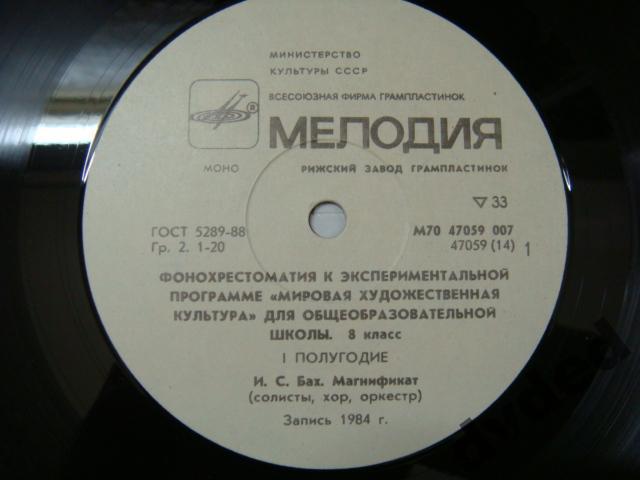 МИНИСТЕРСТВО
КУЛЬТУРЫ СССР
ВСЕСОЮЗНАЯ ФИРМА ГРАМПЛАСТИНОК
®
МЕЛОДИЯ
МОНО РИЖСКИЙ ЗАВОД ГРАМПЛАСТИНОК
▽ 33
ГОСТ 5289-88 М70 47059 007
Гр. 2. 1-20 47059 (14) 1
ФОНОХРЕСТОМАТИЯ К ЭКСПЕРИМЕНТАЛЬНОЙ
ПРОГРАММЕ «МИРОВАЯ ХУДОЖЕСТВЕННАЯ
КУЛЬТУРА» ДЛЯ ОБЩЕОБРАЗОВАТЕЛЬНОЙ
ШКОЛЫ. 8 класс
I ПОЛУГОДИЕ
И. С. Бах. Магнификат
(солисты, хор, оркестр)
Запись 1984 г.